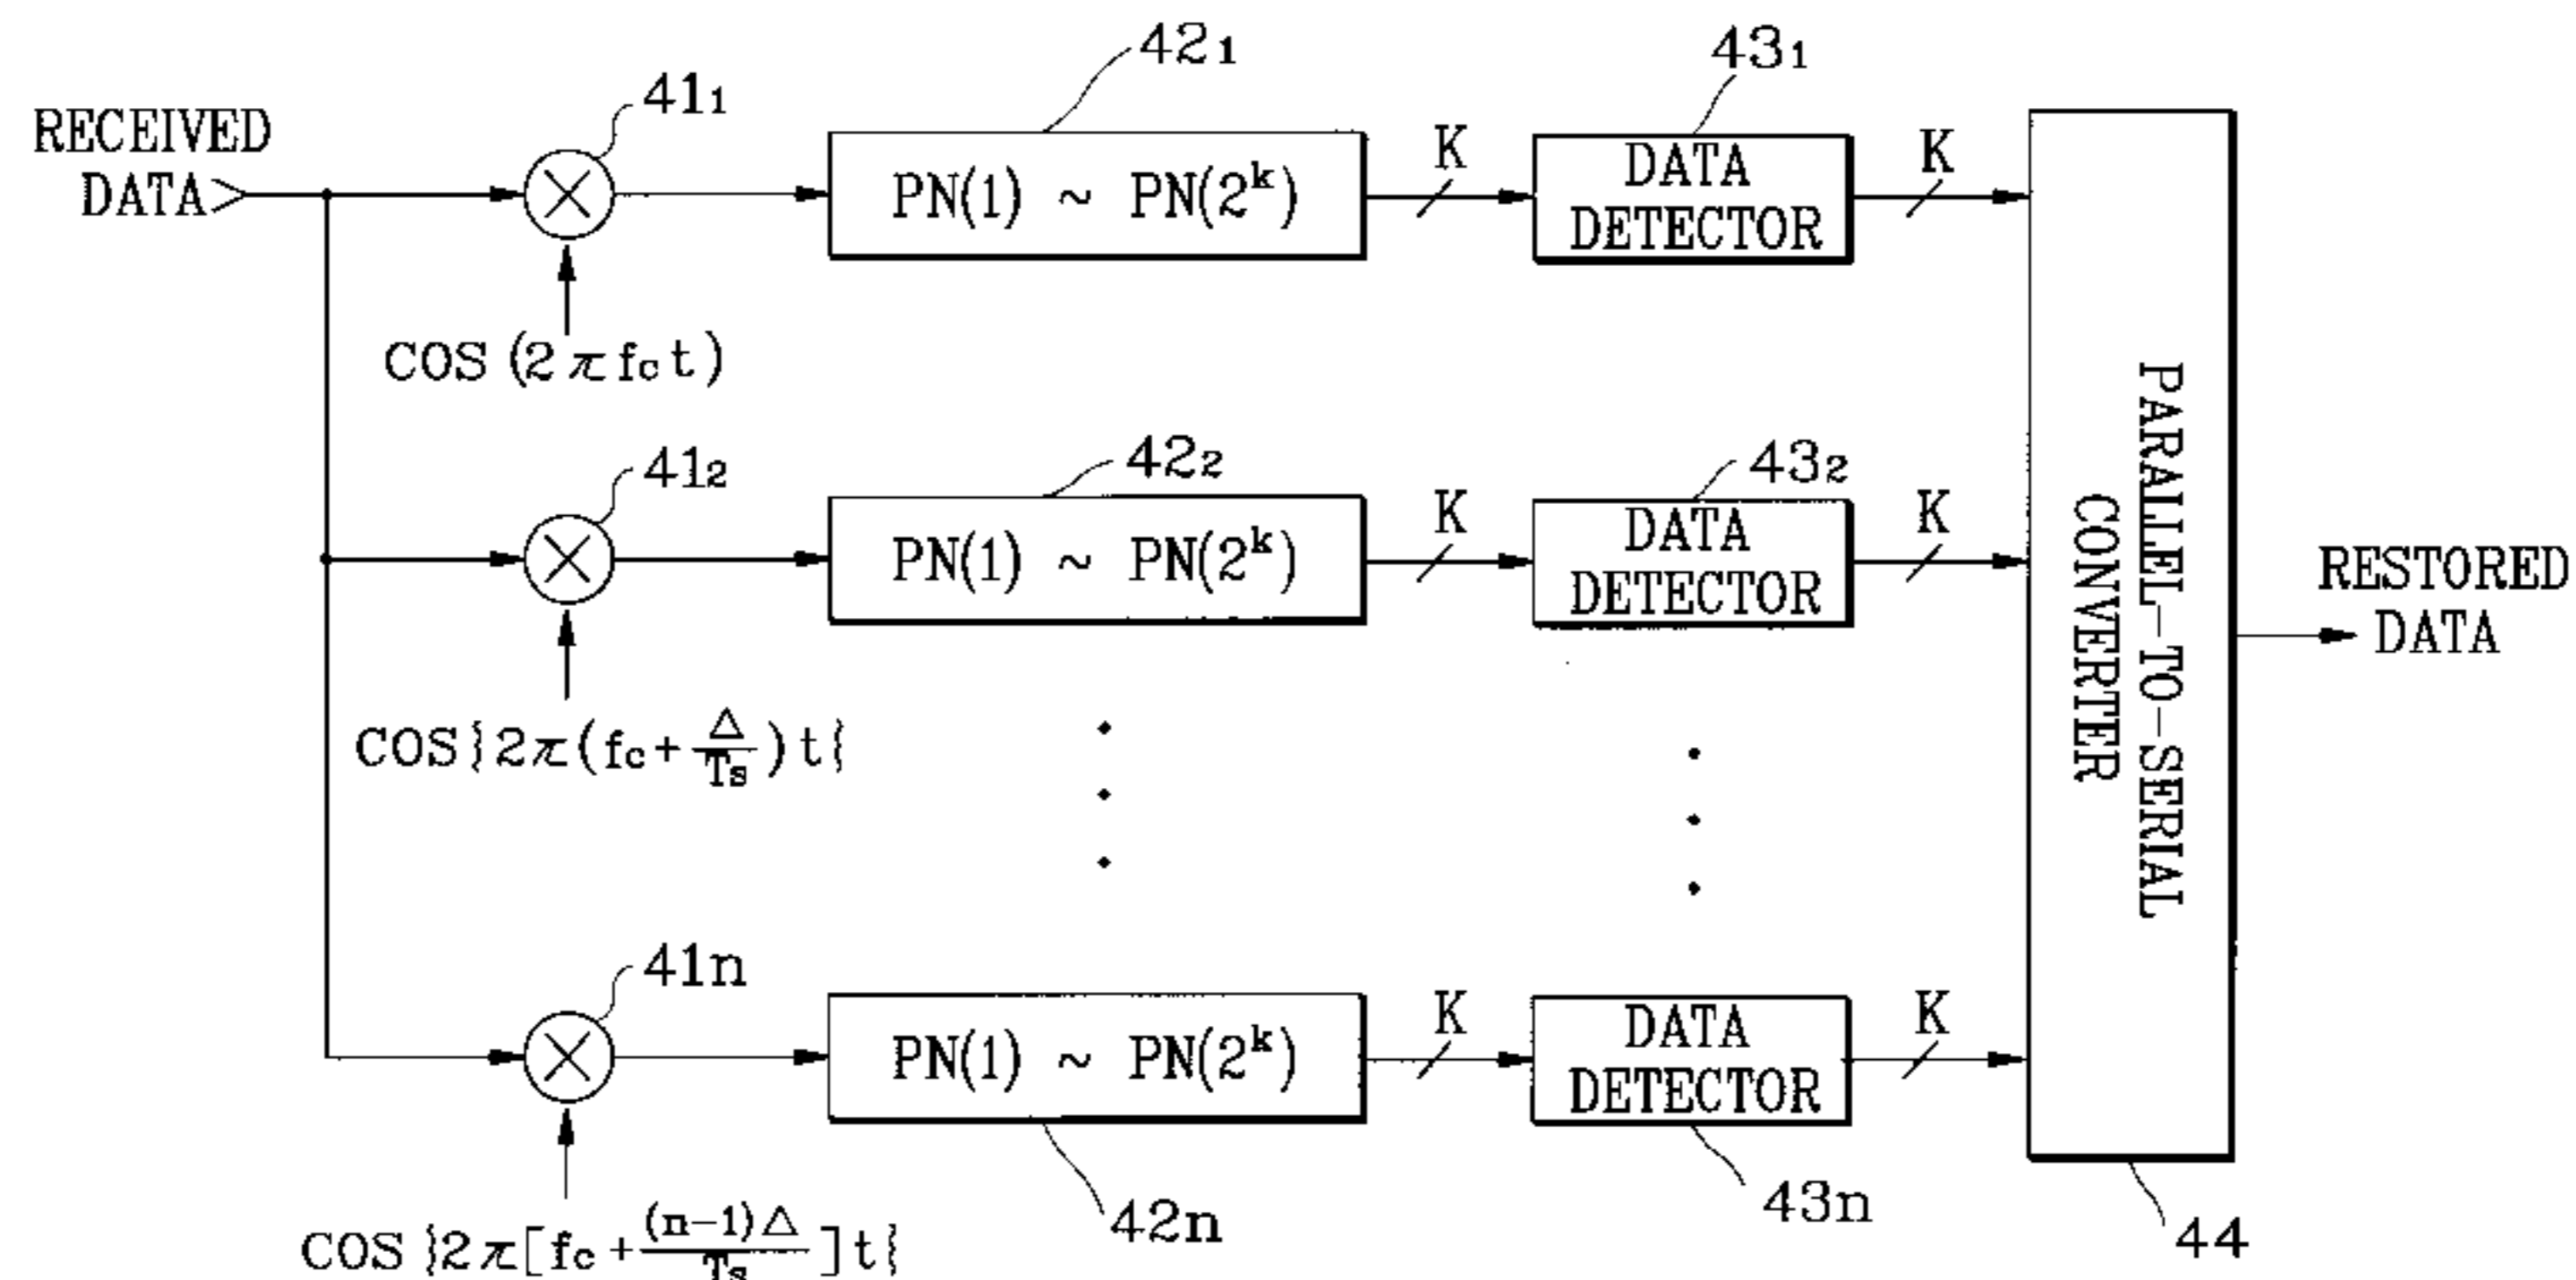 RECEIVED
DATA
41₁
42₁
43₁
PN(1) ~ PN(2ᵏ)
K
DATA
DETECTOR
K
COS (2πfct)
41₂
42₂
43₂
PN(1) ~ PN(2ᵏ)
K
DATA
DETECTOR
K
COS{2π(fc+Δ/Ts)t}
41n
PN(1) ~ PN(2ᵏ)
K
DATA
DETECTOR
K
42n
43n
COS{2π[fc+(n-1)Δ/Ts]t}
PARALLEL-TO-SERIAL
CONVERTER
44
RESTORED
DATA